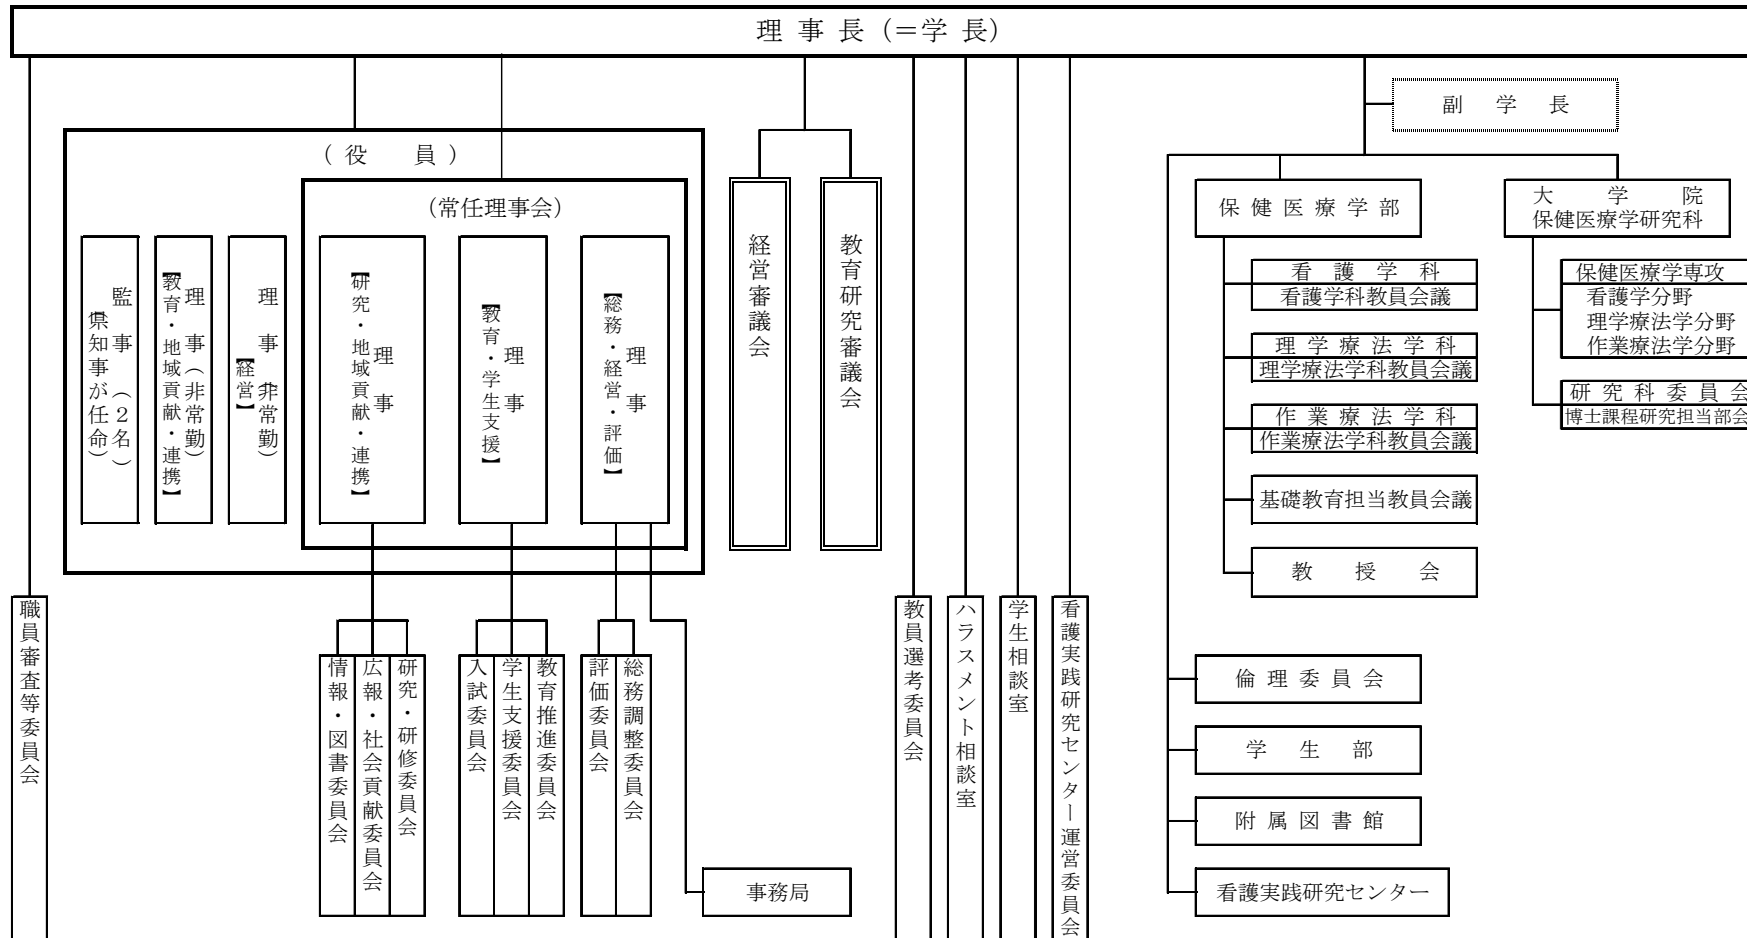 理 事 長 (＝学 長)
副 学 長
( 役 員 )
(常任理事会)
監 事 （２名）
【県知事が任命】
理 事（非常勤）
【教育・地域貢献・連携】
理 事（非常勤）
【経営】
理 事
【研究・地域貢献・連携】
理 事
【教育・学生支援】
理 事
【総務・経営・評価】
経営審議会
教育研究審議会
保 健 医 療 学 部
看 護 学 科
看護学科教員会議
理 学 療 法 学 科
理学療法学科教員会議
作 業 療 法 学 科
作業療法学科教員会議
基礎教育担当教員会議
教 授 会
大 学 院
保健医療学研究科
保健医療学専攻
看護学分野
理学療法学分野
作業療法学分野
研 究 科 委 員 会
博士課程研究担当部会
職員審査等委員会
情報・図書委員会
広報・社会貢献委員会
研究・研修委員会
入試委員会
学生支援委員会
教育推進委員会
評価委員会
総務調整委員会
事務局
教員選考委員会
ハラスメント相談室
学生相談室
看護実践研究センター運営委員会
倫 理 委 員 会
学 生 部
附 属 図 書 館
看護実践研究センター